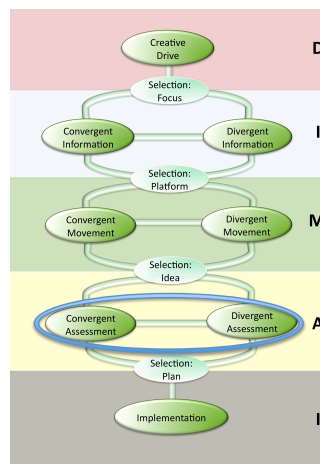 Creative
Drive
D
Selection:
Focus
Convergent
Information
Divergent
Information
I
Selection:
Platform
Convergent
Movement
Divergent
Movement
M
Selection:
Idea
Convergent
Assessment
Divergent
Assessment
A
Selection:
Plan
Implementation
I